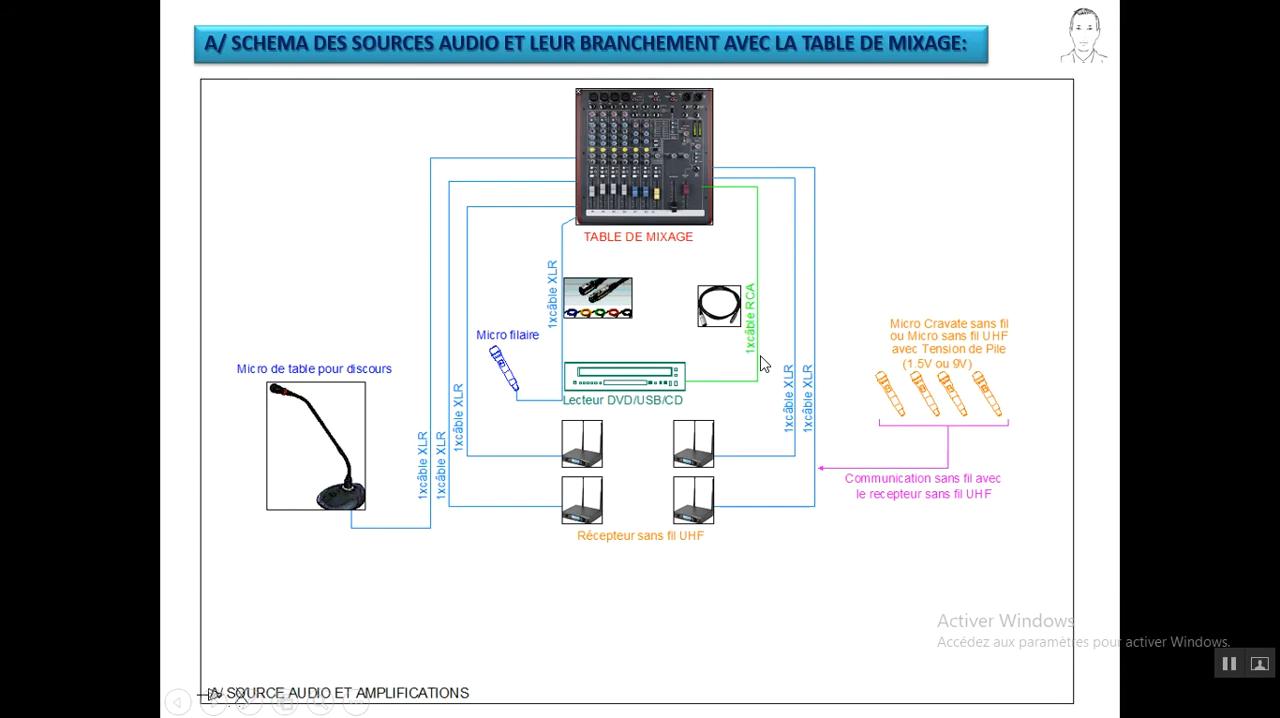 A/ SCHEMA DES SOURCES AUDIO ET LEUR BRANCHEMENT AVEC LA TABLE DE MIXAGE:
TABLE DE MIXAGE
1xcâble XLR
1xcâble RCA
Micro filaire
Micro Cravate sans fil
ou Micro sans fil UHF
avec Tension de Pile
(1.5V ou 9V)
Micro de table pour discours
Lecteur DVD/USB/CD
1xcâble XLR
1xcâble XLR
1xcâble XLR
1xcâble XLR
1xcâble XLR
Communication sans fil avec
le recepteur sans fil UHF
Récepteur sans fil UHF
Activer Windows
Accédez aux paramètres pour activer Windows.
A/ SOURCE AUDIO ET AMPLIFICATIONS